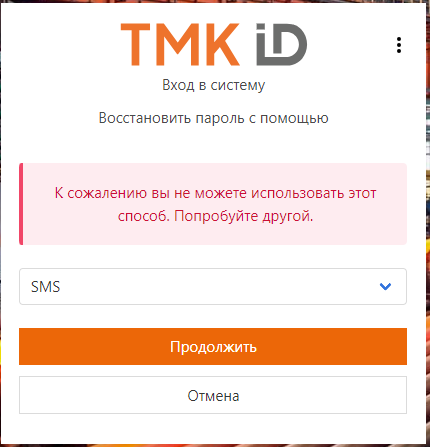 TMK iD
Вход в систему
Восстановить пароль с помощью
К сожалению вы не можете использовать этот
способ. Попробуйте другой.
SMS
Продолжить
Отмена